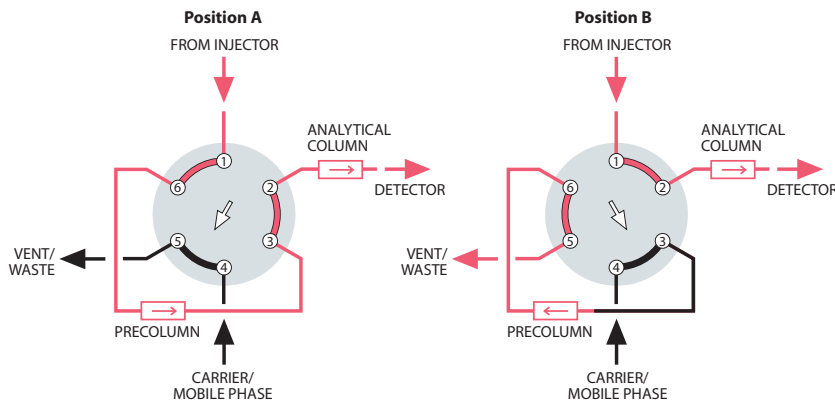 Position A
FROM INJECTOR
ANALYTICAL
COLUMN
DETECTOR
1
2
3
4
5
6
VENT/
WASTE
PRECOLUMN
CARRIER/
MOBILE PHASE
Position B
FROM INJECTOR
ANALYTICAL
COLUMN
DETECTOR
1
2
3
4
5
6
VENT/
WASTE
PRECOLUMN
CARRIER/
MOBILE PHASE